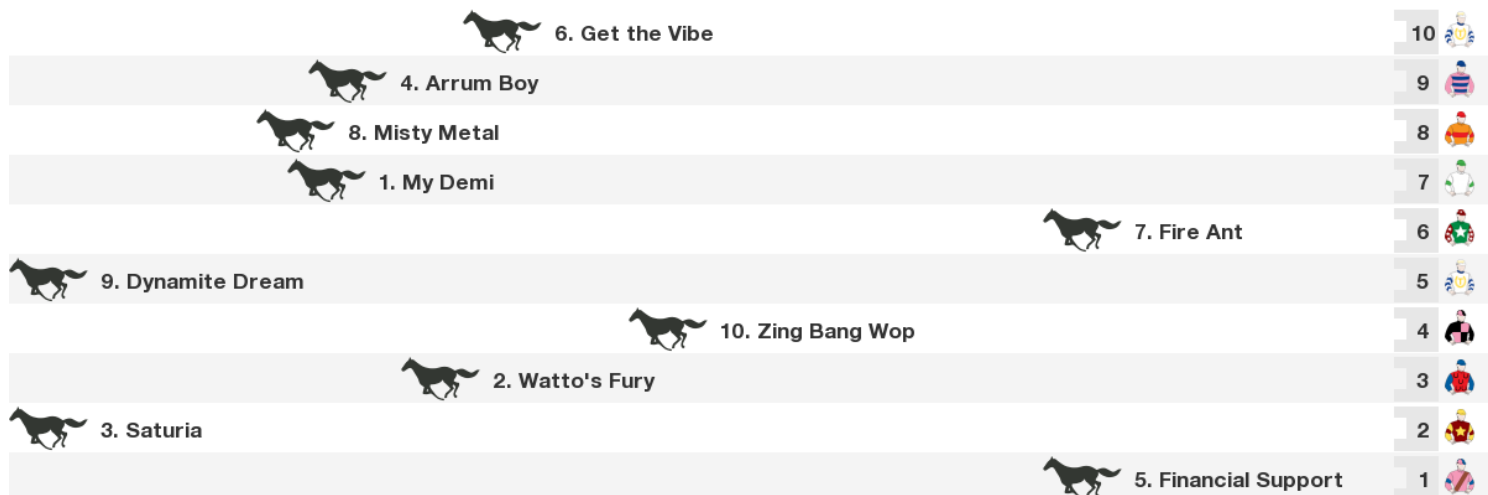 6. Get the Vibe 10
4. Arrum Boy 9
8. Misty Metal 8
1. My Demi 7
7. Fire Ant 6
9. Dynamite Dream 5
10. Zing Bang Wop 4
2. Watto's Fury 3
3. Saturia 2
5. Financial Support 1